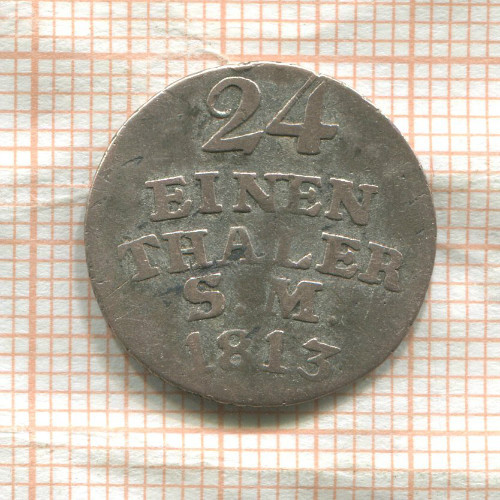 24
EINEN
THALER
S. M
1813